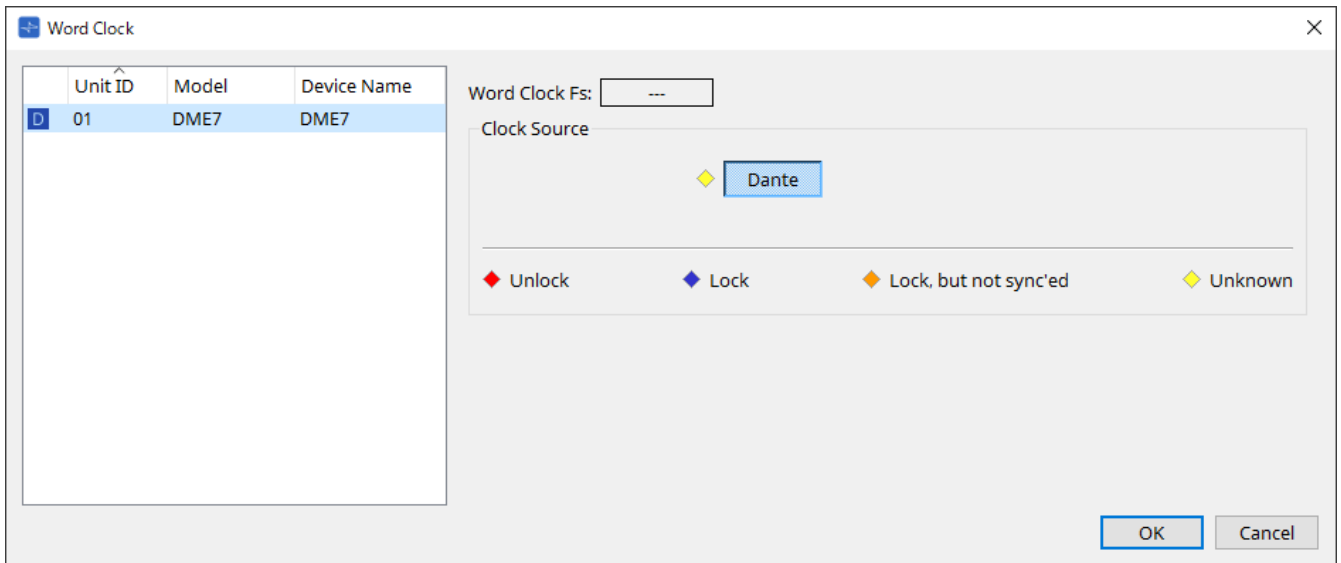 Word Clock
Unit ID Model Device Name
D 01 DME7 DME7
Word Clock Fs: ---
Clock Source
Dante
Unlock Lock Lock, but not sync'ed Unknown
OK Cancel